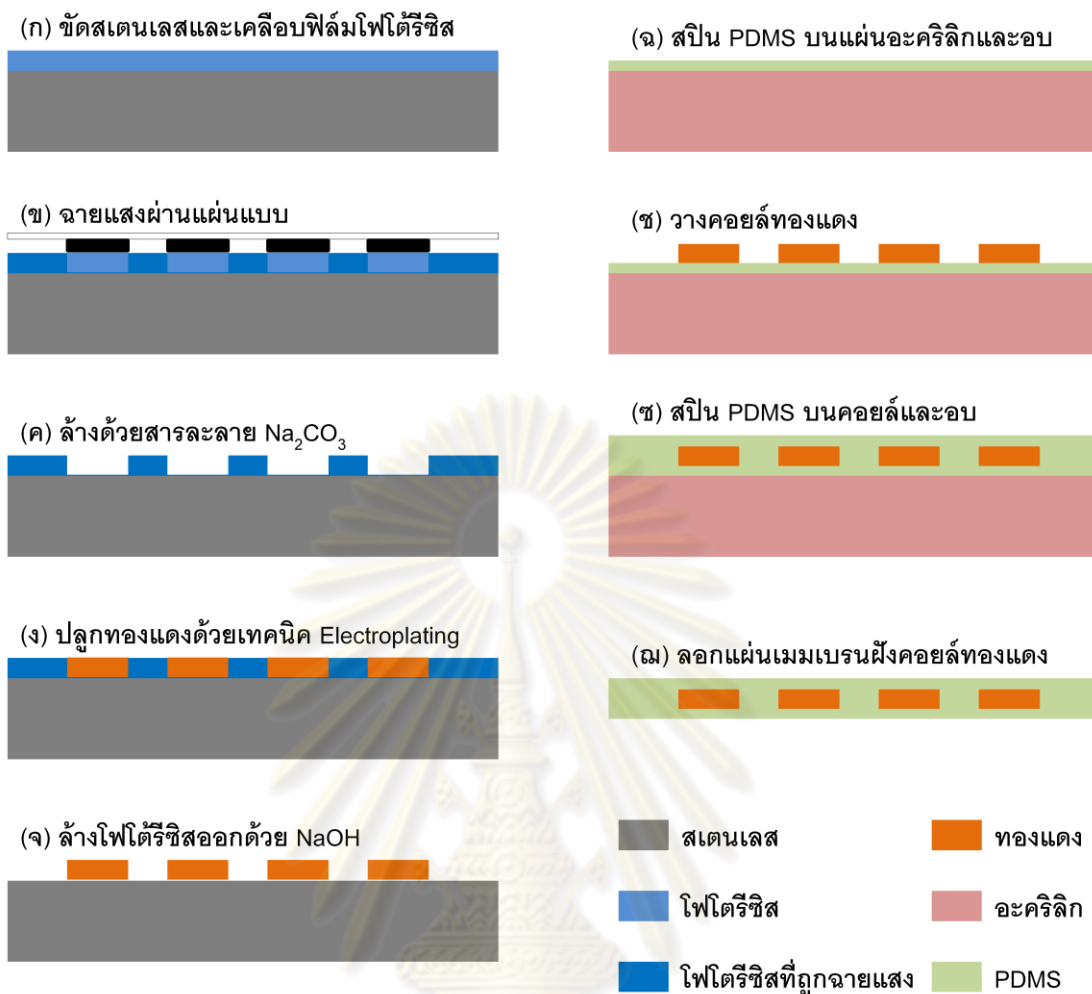 (ก) ขัดสเตนเลสและเคลือบฟิล์มโฟโต้รีซิส
(ข) ฉายแสงผ่านแผ่นแบบ
(ค) ล้างด้วยสารละลาย Na₂CO₃
(ง) ปลูกทองแดงด้วยเทคนิค Electroplating
(จ) ล้างโฟโต้รีซิสออกด้วย NaOH
(ฉ) สปิน PDMS บนแผ่นอะคริลิกและอบ
(ช) วางคอยล์ทองแดง
(ซ) สปิน PDMS บนคอยล์และอบ
(ฌ) ลอกแผ่นเมมเบรนฝังคอยล์ทองแดง
สเตนเลส
โฟโตรีซิส
โฟโตรีซิสที่ถูกฉายแสง
ทองแดง
อะคริลิก
PDMS